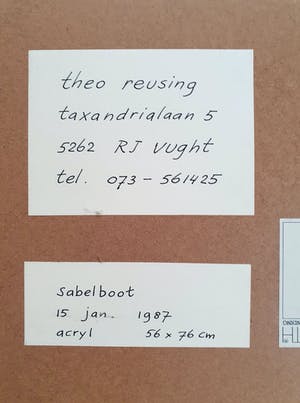 theo reusing
taxandrialaan 5
5262 RJ Vught
tel. 073 - 561425
sabelboot
15 jan. 1987
acryl 56 x 76 cm